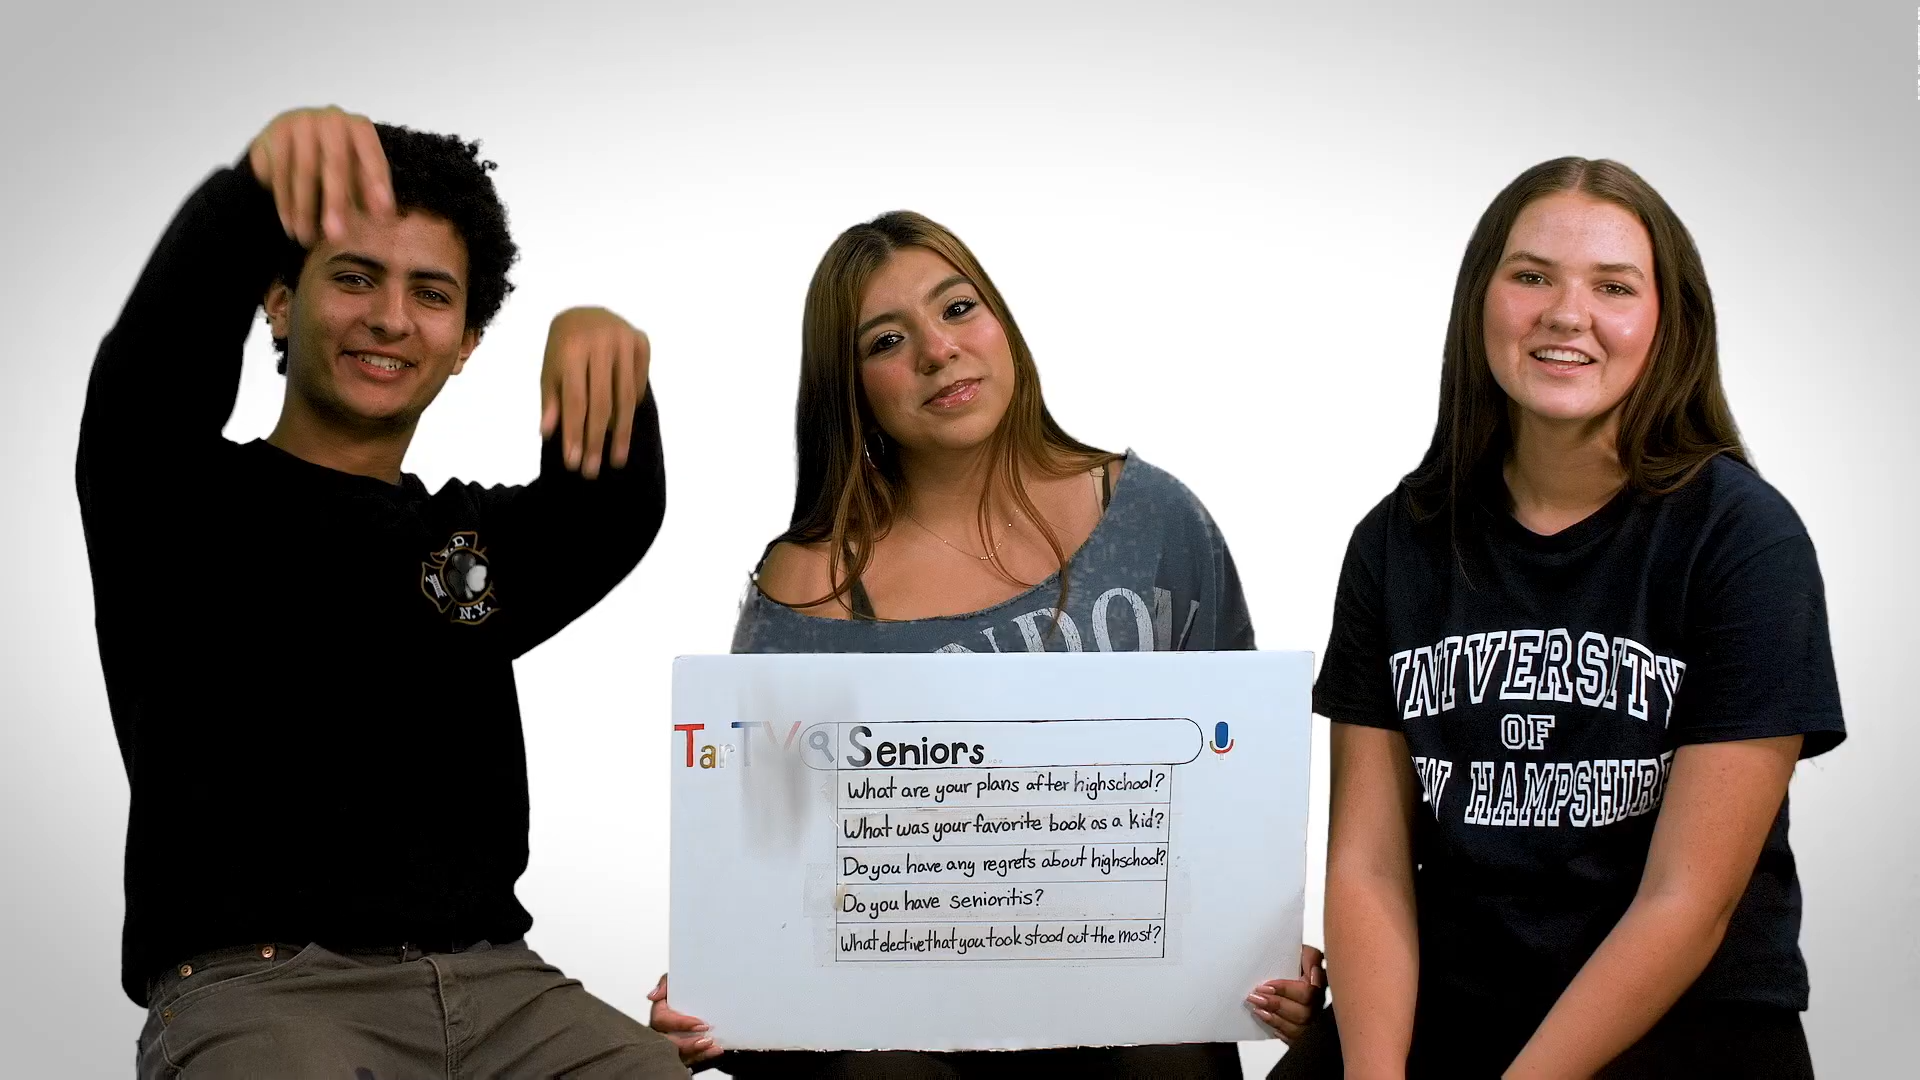 F.D.
N.Y.
NDON
TarTV Seniors...
What are your plans after highschool?
What was your favorite book as a kid?
Do you have any regrets about highschool?
Do you have senioritis?
What elective that you took stood out the most?
UNIVERSITY
OF
NEW HAMPSHIRE